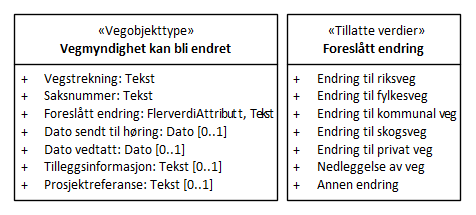 «Vegobjekttype»
Vegmyndighet kan bli endret
+ Vegstrekning: Tekst
+ Saksnummer: Tekst
+ Foreslått endring: FlerverdiAttributt, Tekst
+ Dato sendt til høring: Dato [0..1]
+ Dato vedtatt: Dato [0..1]
+ Tilleggsinformasjon: Tekst [0..1]
+ Prosjektreferanse: Tekst [0..1]
«Tillatte verdier»
Foreslått endring
+ Endring til riksveg
+ Endring til fylkesveg
+ Endring til kommunal veg
+ Endring til skogsveg
+ Endring til privat veg
+ Nedleggelse av veg
+ Annen endring